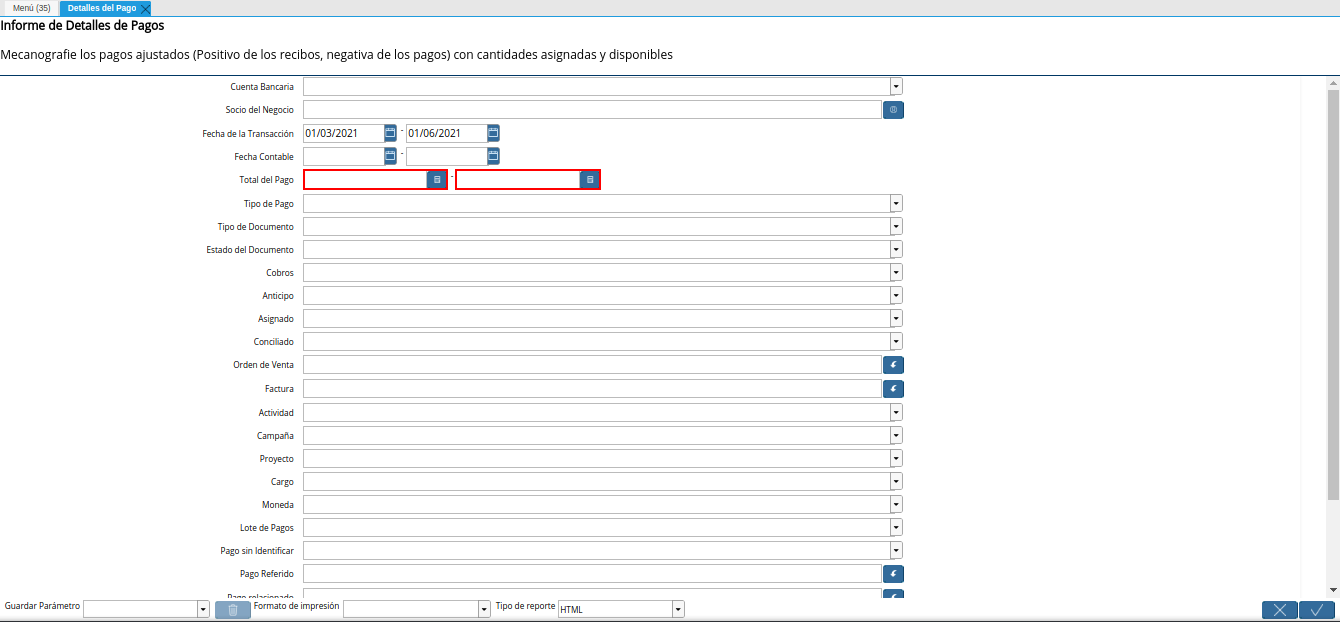 Menú (35) Detalles del Pago
Informe de Detalles de Pagos
Mecanografie los pagos ajustados (Positivo de los recibos, negativa de los pagos) con cantidades asignadas y disponibles
Cuenta Bancaria
Socio del Negocio
Fecha de la Transacción 01/03/2021 - 01/06/2021
Fecha Contable -
Total del Pago -
Tipo de Pago
Tipo de Documento
Estado del Documento
Cobros
Anticipo
Asignado
Conciliado
Orden de Venta
Factura
Actividad
Campaña
Proyecto
Cargo
Moneda
Lote de Pagos
Pago sin Identificar
Pago Referido
Pago relacionado
Guardar Parámetro Formato de impresión Tipo de reporte HTML